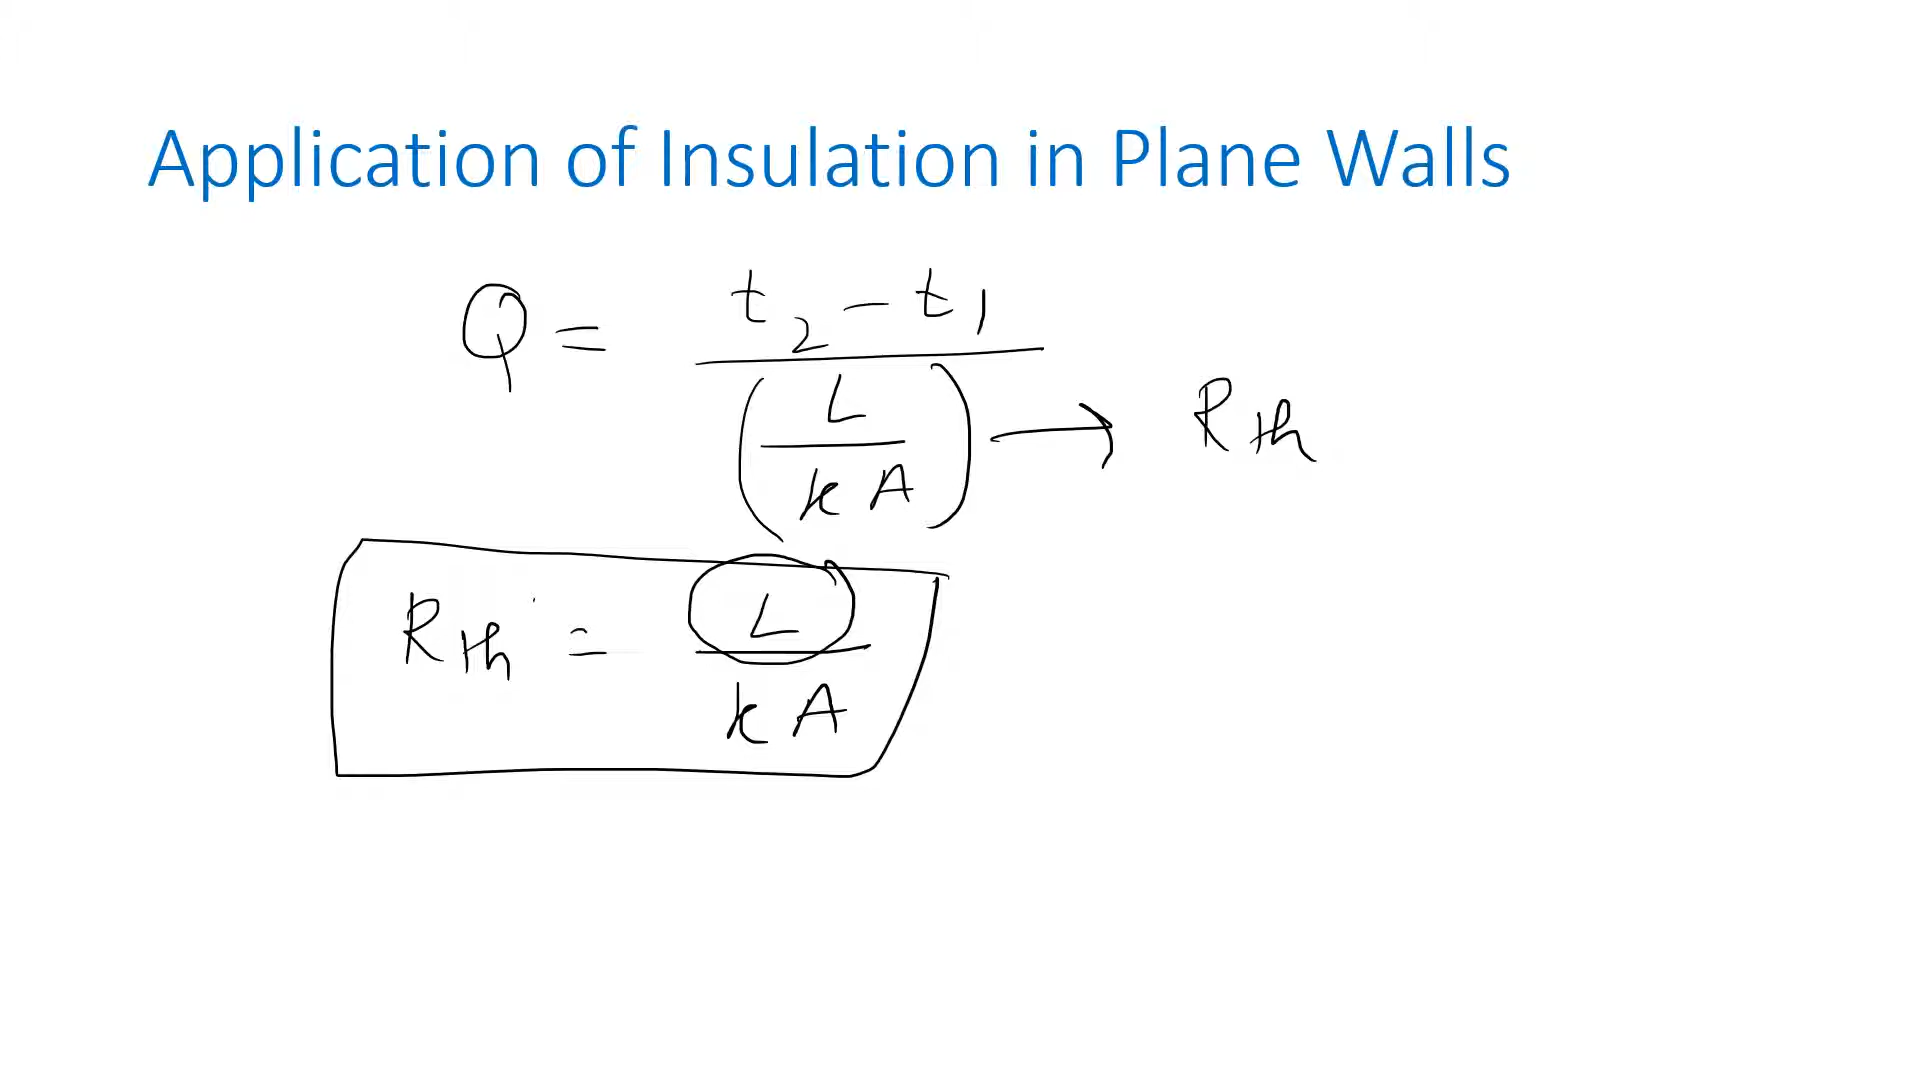 Application of Insulation in Plane Walls
Q = t₂ - t₁
(L / kA) → Rth
Rth = L / kA